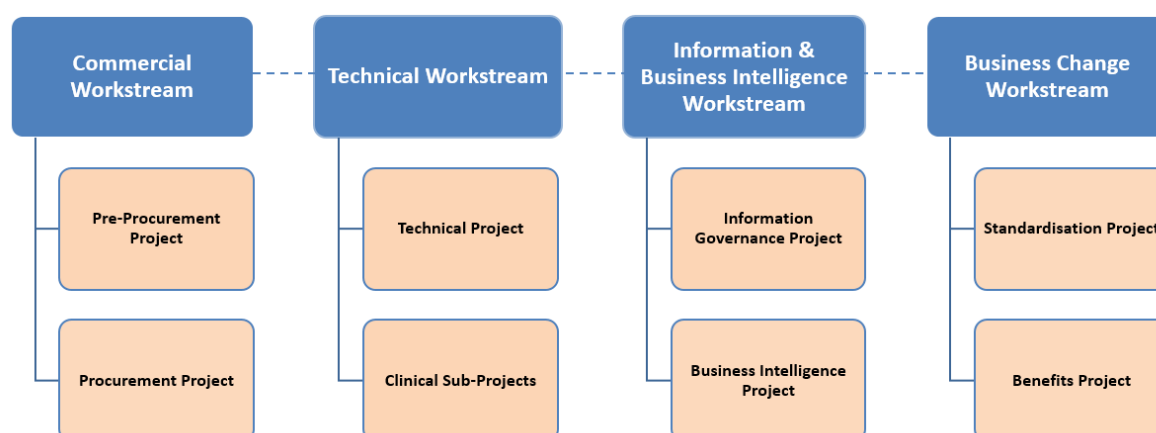 Commercial
Workstream
Technical Workstream
Information &
Business Intelligence
Workstream
Business Change
Workstream
Pre-Procurement
Project
Technical Project
Information
Governance Project
Standardisation Project
Procurement Project
Clinical Sub-Projects
Business Intelligence
Project
Benefits Project